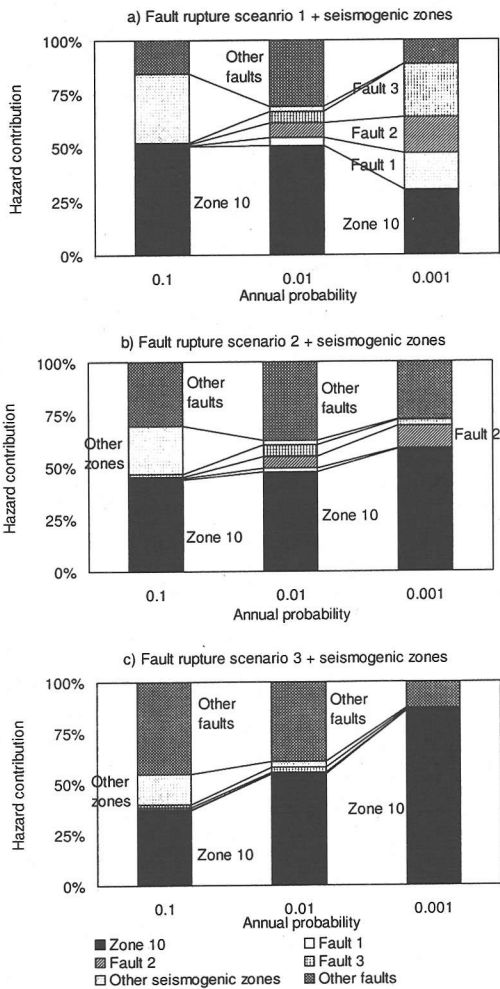 a) Fault rupture sceanrio 1 + seismogenic zones
Hazard contribution
100%
75%
50%
25%
0%
Other
faults
Fault 3
Fault 2
Fault 1
Zone 10
Zone 10
0.1
0.01
0.001
Annual probability
b) Fault rupture scenario 2 + seismogenic zones
Hazard contribution
100%
75%
50%
25%
0%
Other
faults
Other
faults
Other
zones
Fault 2
Zone 10
Zone 10
0.1
0.01
0.001
Annual probability
c) Fault rupture scenario 3 + seismogenic zones
Hazard contribution
100%
75%
50%
25%
0%
Other
faults
Other
faults
Other
zones
Zone 10
Zone 10
0.1
0.01
0.001
Annual probability
Zone 10
Fault 1
Fault 2
Fault 3
Other seismogenic zones
Other faults